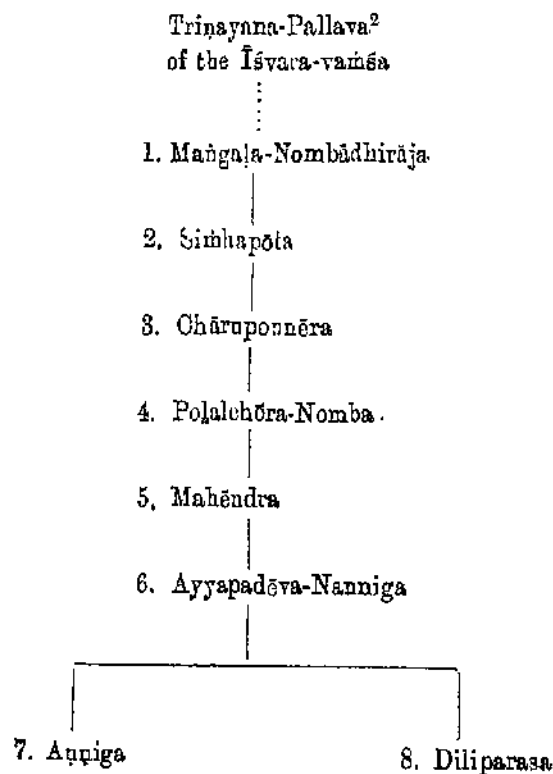 Triṇayana-Pallava²
of the Īśvara-vaṁśa
1. Maṅgaḷa-Nombādhirāja.
2. Siṁhapōta
3. Chāruponnēra
4. Poḷalchōra-Nomba.
5. Mahēndra
6. Ayyapadēva-Nanniga
7. Aṇṇiga
8. Diliparasa